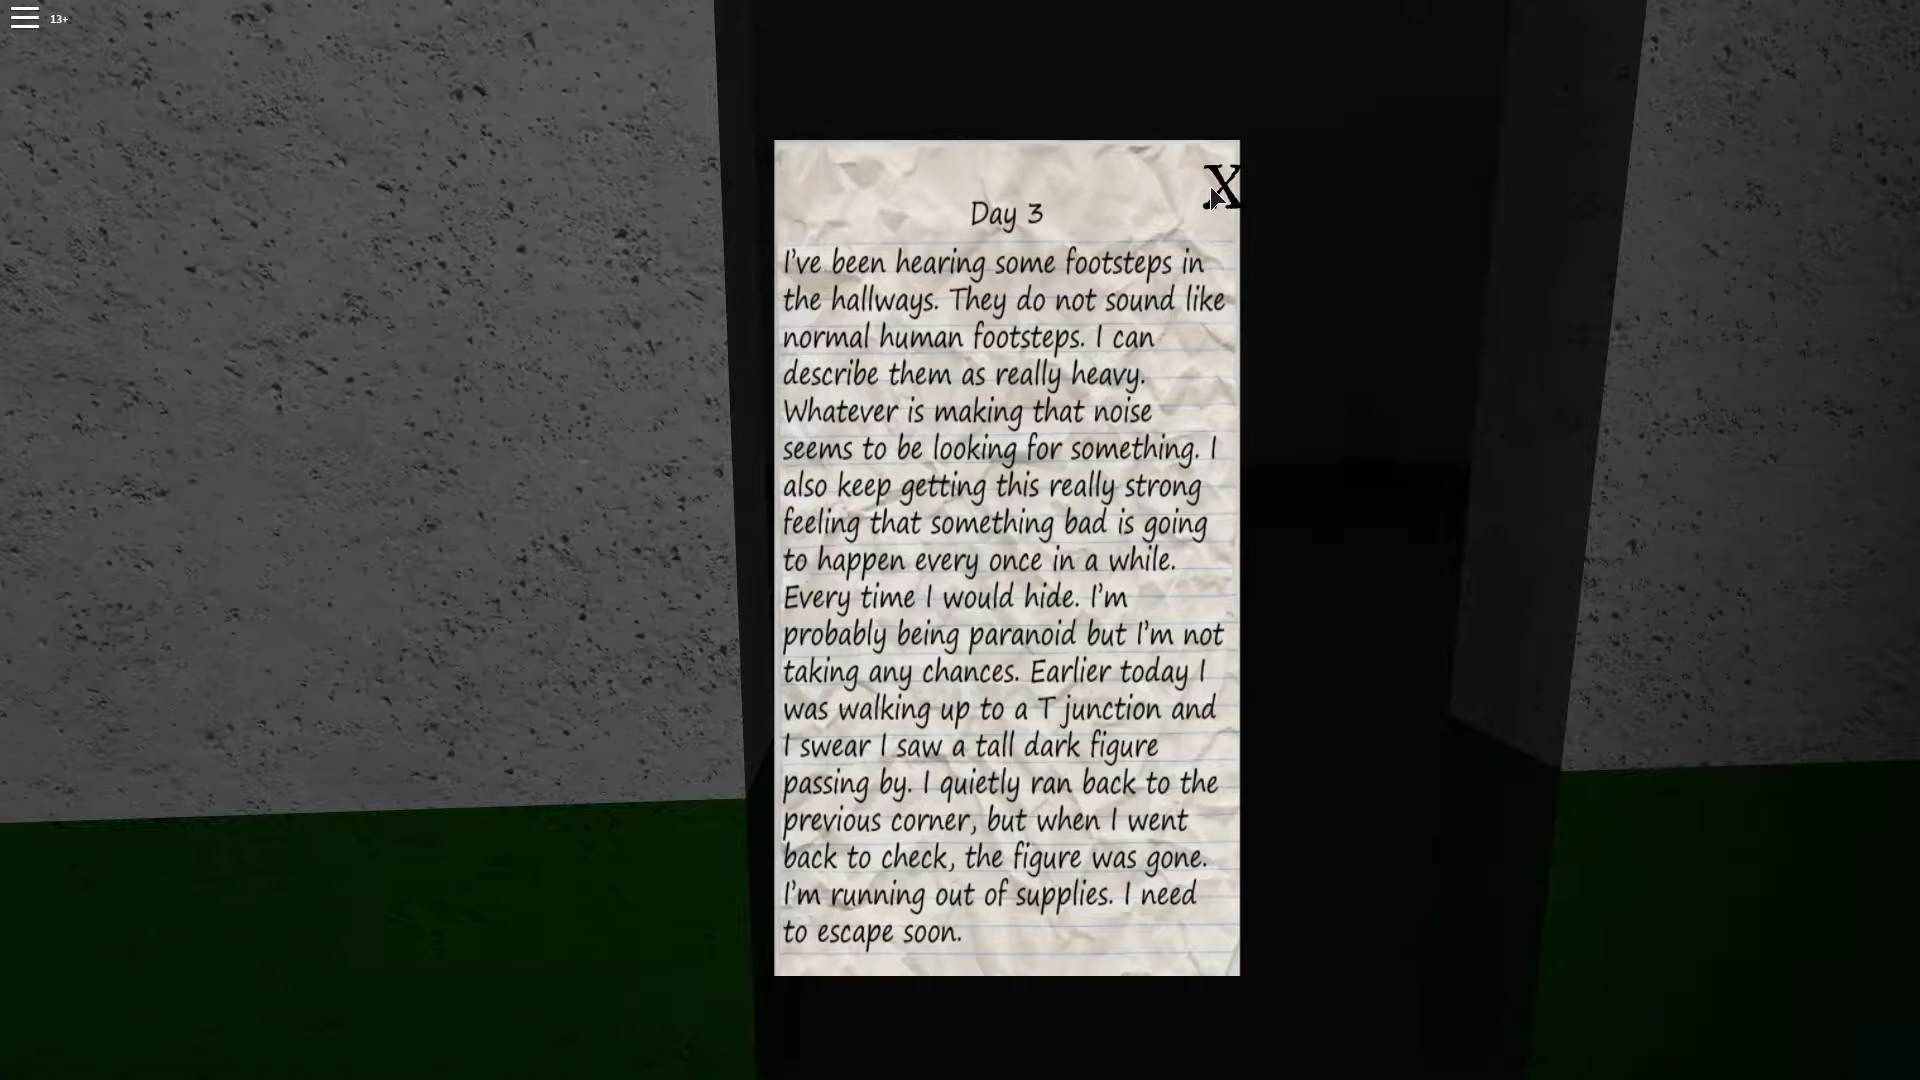 13+
X
Day 3
I've been hearing some footsteps in
the hallways. They do not sound like
normal human footsteps. I can
describe them as really heavy.
Whatever is making that noise
seems to be looking for something. I
also keep getting this really strong
feeling that something bad is going
to happen every once in a while.
Every time I would hide. I'm
probably being paranoid but I'm not
taking any chances. Earlier today I
was walking up to a T junction and
I swear I saw a tall dark figure
passing by. I quietly ran back to the
previous corner, but when I went
back to check, the figure was gone.
I'm running out of supplies. I need
to escape soon.